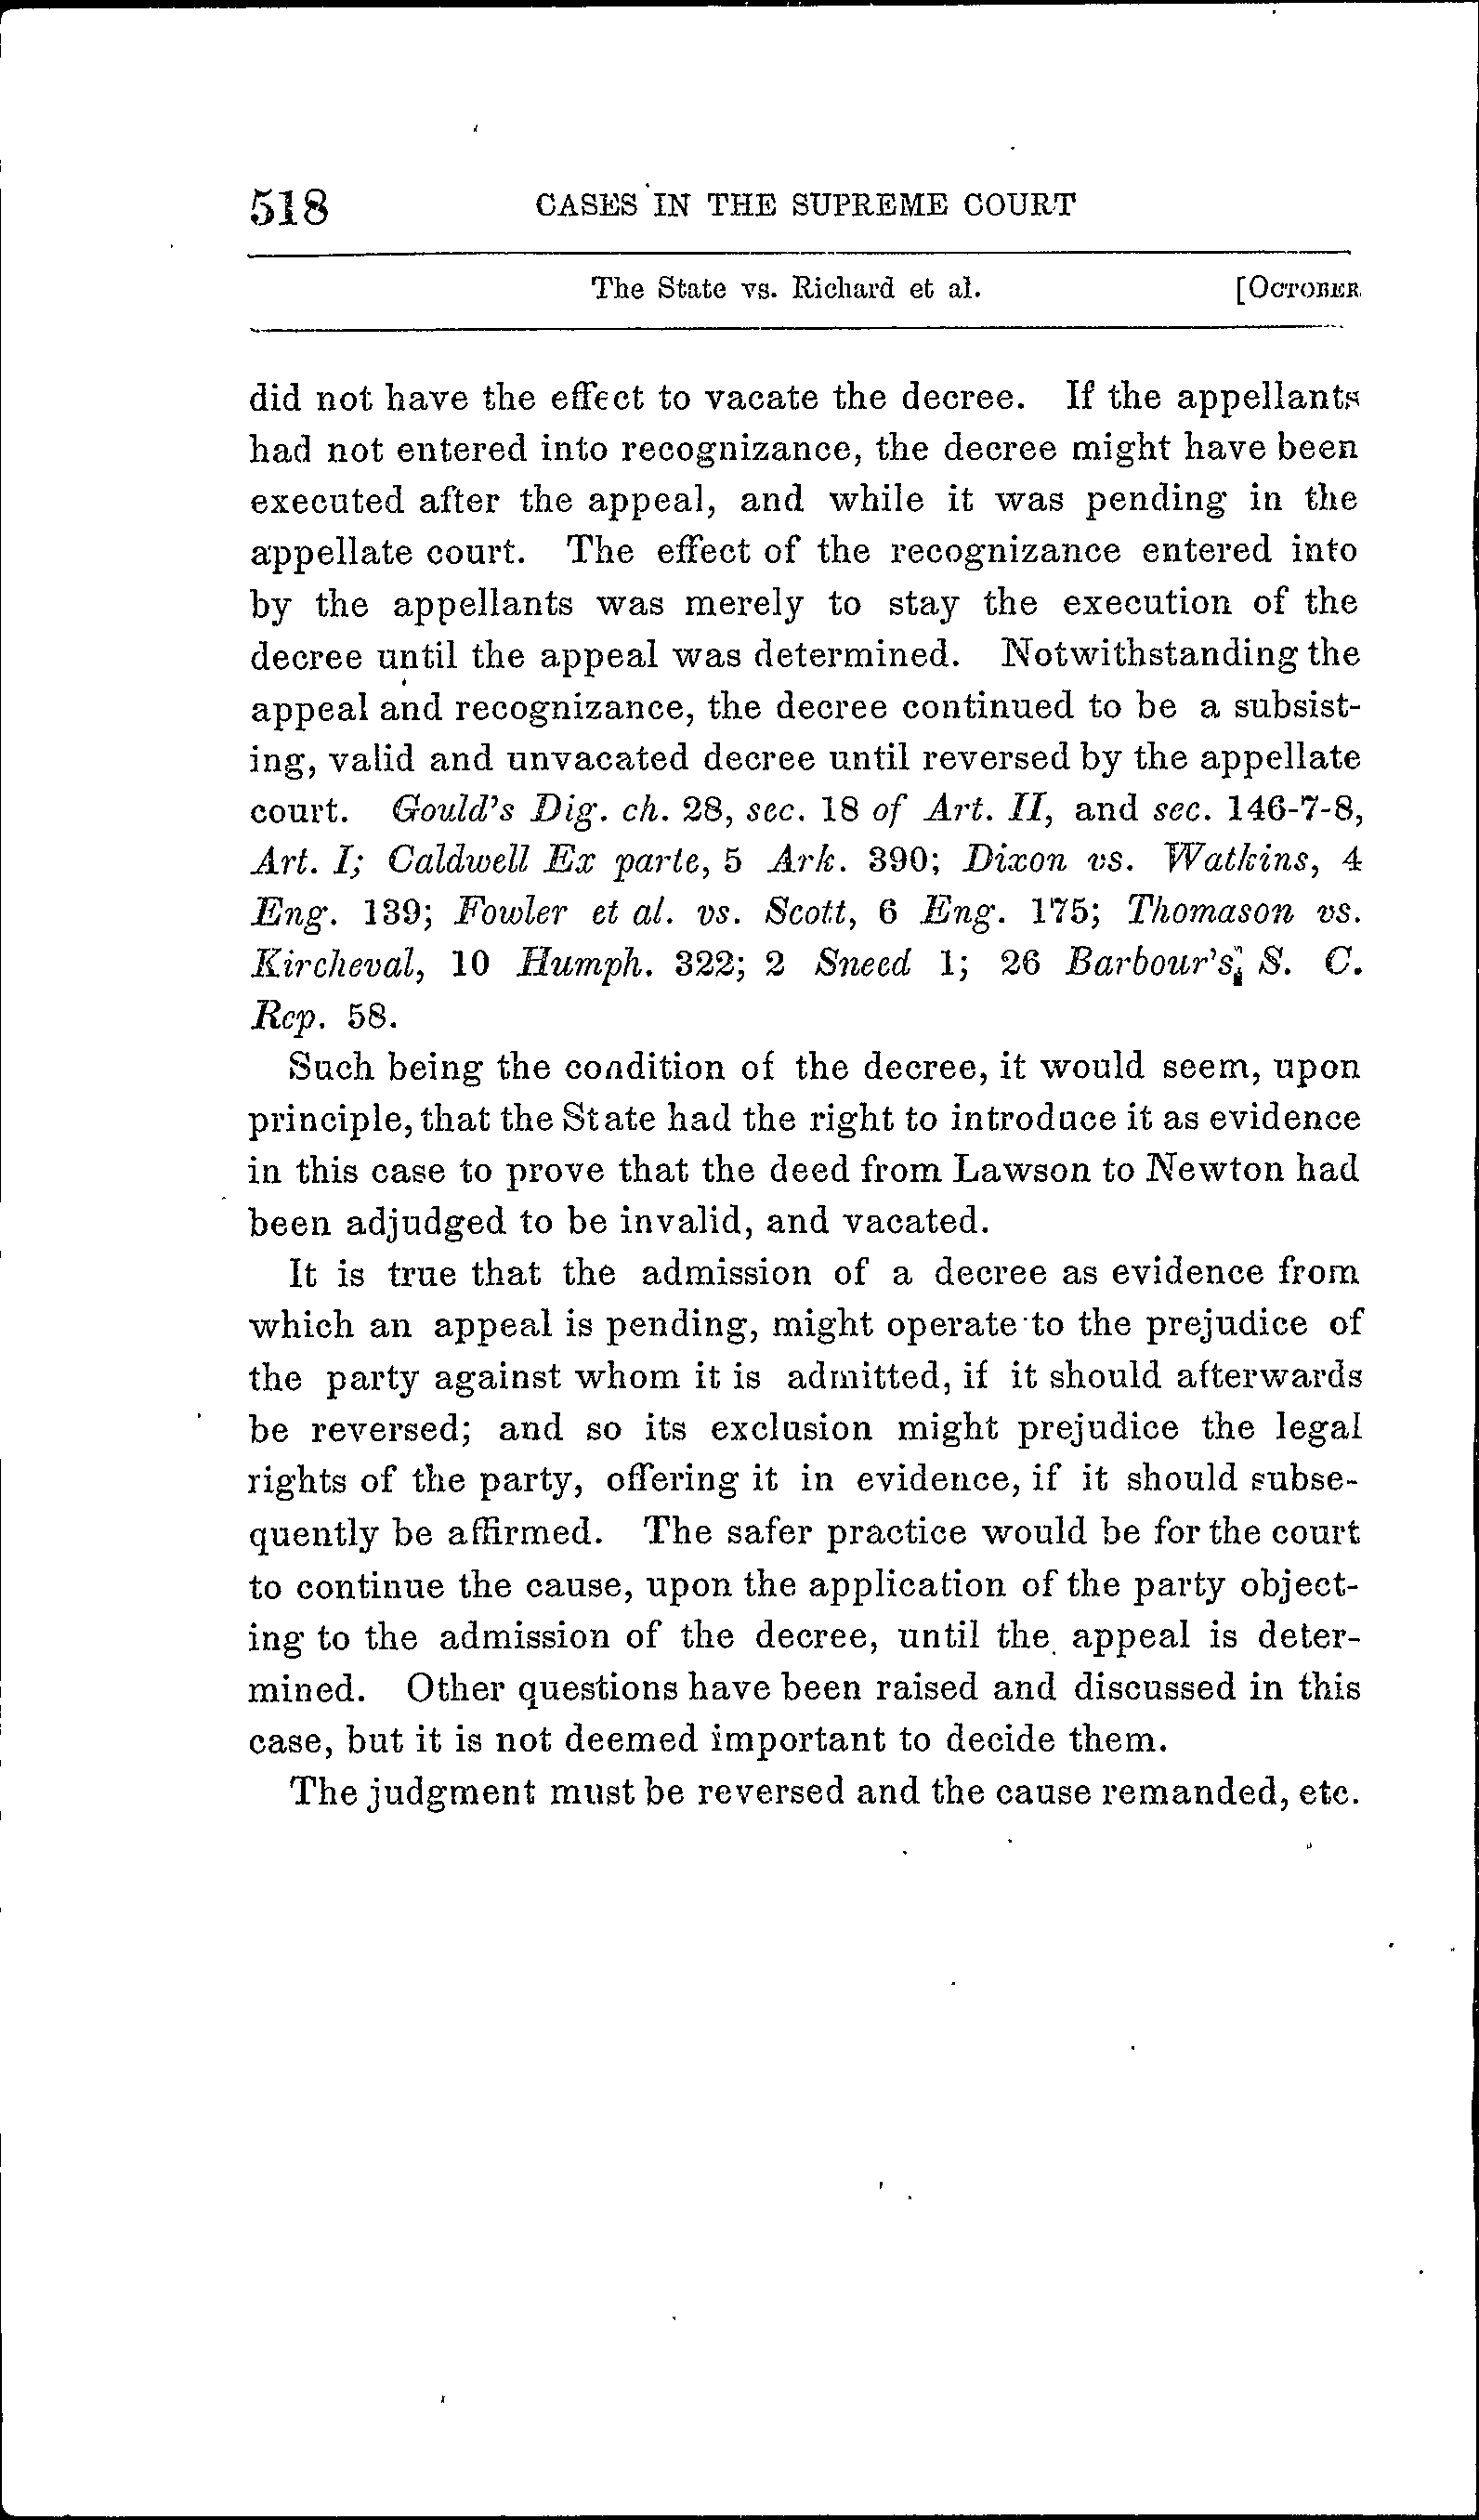 518 CASES IN THE SUPREME COURT
The State vs. Richard et al. [OCTOBER
did not have the effect to vacate the decree. If the appellants
had not entered into recognizance, the decree might have been
executed after the appeal, and while it was pending in the
appellate court. The effect of the recognizance entered into
by the appellants was merely to stay the execution of the
decree until the appeal was determined. Notwithstanding the
appeal and recognizance, the decree continued to be a subsist-
ing, valid and unvacated decree until reversed by the appellate
court. Gould's Dig. ch. 28, sec. 18 of Art. II, and sec. 146-7-8,
Art. I; Caldwell Ex parte, 5 Ark. 390; Dixon vs. Watkins, 4
Eng. 139; Fowler et al. vs. Scott, 6 Eng. 175; Thomason vs.
Kircheval, 10 Humph. 322; 2 Sneed 1; 26 Barbour's S. C.
Rep. 58.
Such being the condition of the decree, it would seem, upon
principle, that the State had the right to introduce it as evidence
in this case to prove that the deed from Lawson to Newton had
been adjudged to be invalid, and vacated.
It is true that the admission of a decree as evidence from
which an appeal is pending, might operate to the prejudice of
the party against whom it is admitted, if it should afterwards
be reversed; and so its exclusion might prejudice the legal
rights of the party, offering it in evidence, if it should subse-
quently be affirmed. The safer practice would be for the court
to continue the cause, upon the application of the party object-
ing to the admission of the decree, until the appeal is deter-
mined. Other questions have been raised and discussed in this
case, but it is not deemed important to decide them.
The judgment must be reversed and the cause remanded, etc.